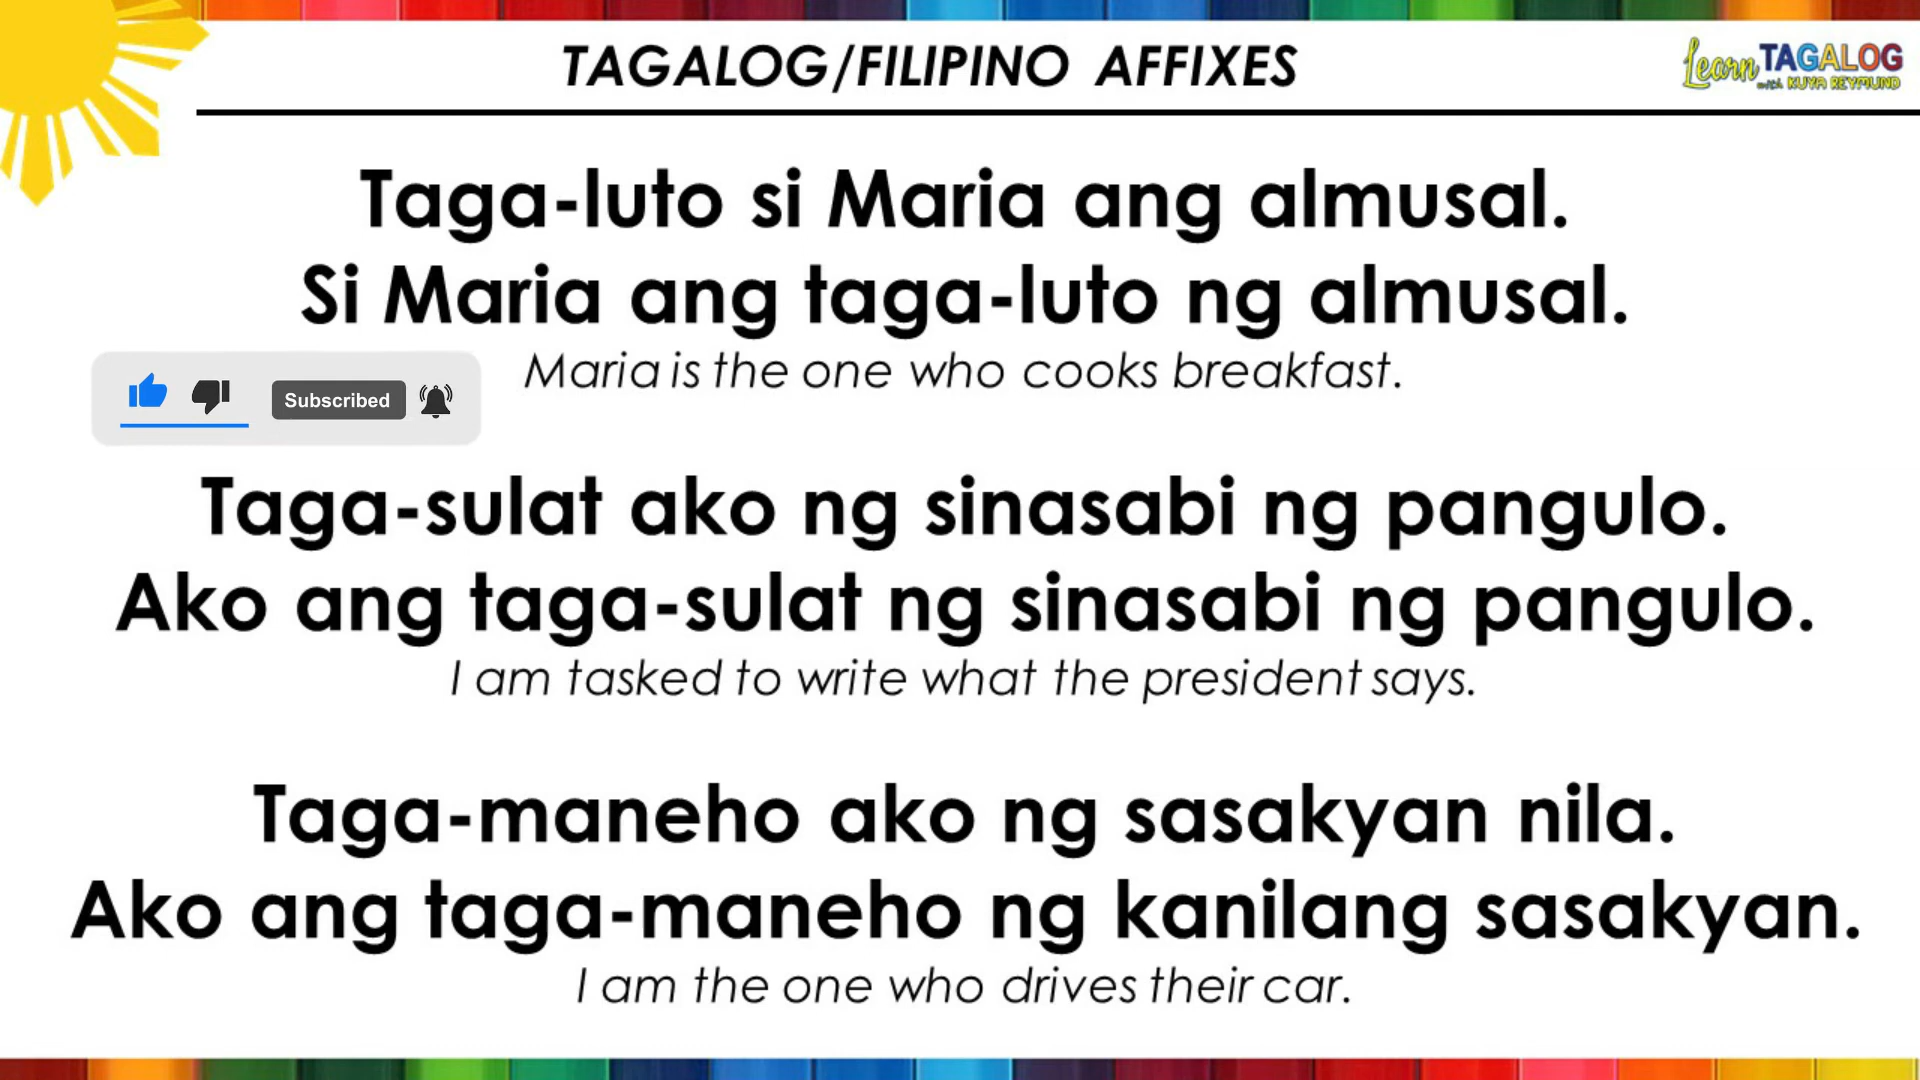 TAGALOG/FILIPINO AFFIXES
Learn TAGALOG
with KUYA REYMUND
Taga-luto si Maria ang almusal.
Si Maria ang taga-luto ng almusal.
Maria is the one who cooks breakfast.
Subscribed
Taga-sulat ako ng sinasabi ng pangulo.
Ako ang taga-sulat ng sinasabi ng pangulo.
I am tasked to write what the president says.
Taga-maneho ako ng sasakyan nila.
Ako ang taga-maneho ng kanilang sasakyan.
I am the one who drives their car.